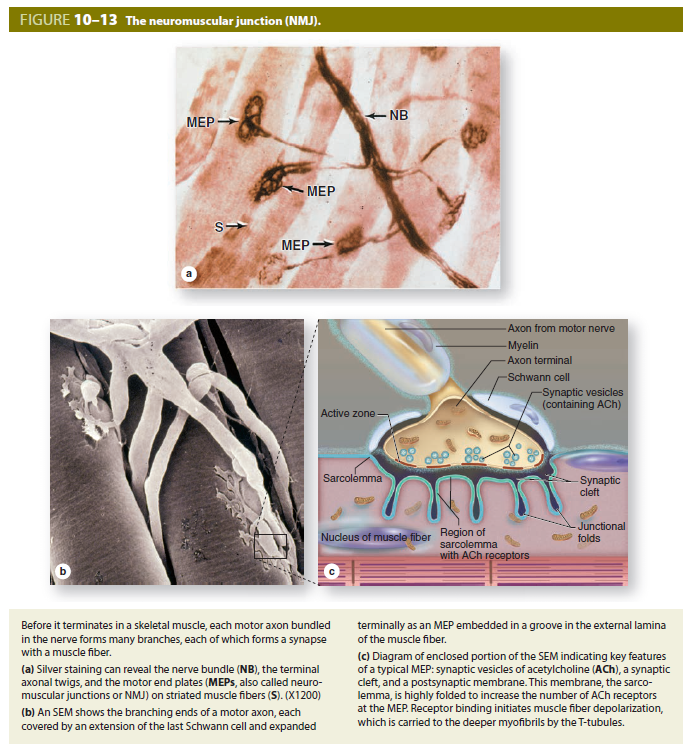 FIGURE 10–13 The neuromuscular junction (NMJ).
MEP
NB
MEP
S
MEP
a
Axon from motor nerve
Myelin
Axon terminal
Schwann cell
Synaptic vesicles
(containing ACh)
Active zone
Sarcolemma
Synaptic
cleft
Junctional
folds
Nucleus of muscle fiber
Region of
sarcolemma
with ACh receptors
b
c
Before it terminates in a skeletal muscle, each motor axon bundled
in the nerve forms many branches, each of which forms a synapse
with a muscle fiber.
(a) Silver staining can reveal the nerve bundle (NB), the terminal
axonal twigs, and the motor end plates (MEPs, also called neuro-
muscular junctions or NMJ) on striated muscle fibers (S). (X1200)
(b) An SEM shows the branching ends of a motor axon, each
covered by an extension of the last Schwann cell and expanded
terminally as an MEP embedded in a groove in the external lamina
of the muscle fiber.
(c) Diagram of enclosed portion of the SEM indicating key features
of a typical MEP: synaptic vesicles of acetylcholine (ACh), a synaptic
cleft, and a postsynaptic membrane. This membrane, the sarco-
lemma, is highly folded to increase the number of ACh receptors
at the MEP. Receptor binding initiates muscle fiber depolarization,
which is carried to the deeper myofibrils by the T-tubules.